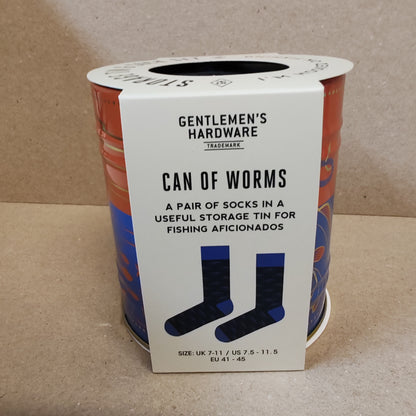 GENTLEMEN'S
HARDWARE
TRADEMARK
CAN OF WORMS
A PAIR OF SOCKS IN A
USEFUL STORAGE TIN FOR
FISHING AFICIONADOS
SIZE: UK 7-11 / US 7.5 - 11.5
EU 41 - 45